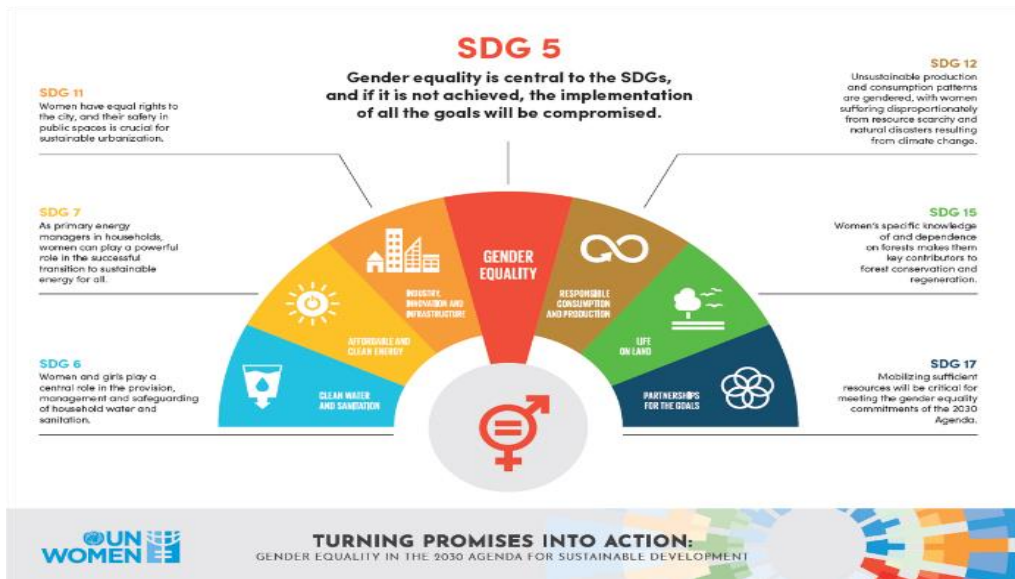 SDG 5
Gender equality is central to the SDGs,
and if it is not achieved, the implementation
of all the goals will be compromised.
SDG 11
Women have equal rights to
the city, and their safety in
public spaces is crucial for
sustainable urbanization.
SDG 7
As primary energy
managers in households,
women can play a powerful
role in the successful
transition to sustainable
energy for all.
SDG 6
Women and girls play a
central role in the provision,
management and safeguarding
of household water and
sanitation.
SDG 12
Unsustainable production
and consumption patterns
are gendered, with women
suffering disproportionately
from resource scarcity and
natural disasters resulting
from climate change.
SDG 15
Women's specific knowledge
of and dependence
on forests makes them
key contributors to
forest conservation and
regeneration.
SDG 17
Mobilizing sufficient
resources will be critical for
meeting the gender equality
commitments of the 2030
Agenda.
CLEAN WATER
AND SANITATION
AFFORDABLE AND
CLEAN ENERGY
INDUSTRY,
INNOVATION AND
INFRASTRUCTURE
GENDER
EQUALITY
RESPONSIBLE
CONSUMPTION
AND PRODUCTION
LIFE
ON LAND
PARTNERSHIPS
FOR THE GOALS
UN
WOMEN
TURNING PROMISES INTO ACTION:
GENDER EQUALITY IN THE 2030 AGENDA FOR SUSTAINABLE DEVELOPMENT